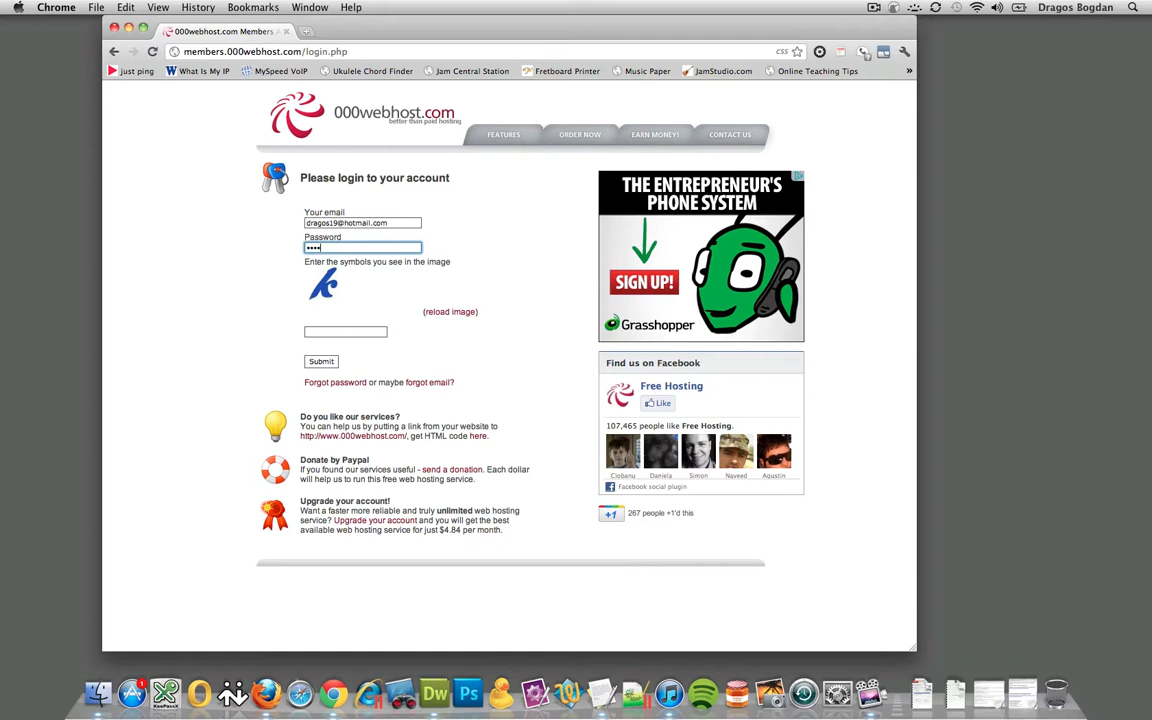 Chrome File Edit View History Bookmarks Window Help Dragos Bogdan
000webhost.com Members
members.000webhost.com/login.php
css
just ping What Is My IP MySpeed VoIP Ukulele Chord Finder Jam Central Station Fretboard Printer Music Paper JamStudio.com Online Teaching Tips »
000webhost.com
better than paid hosting
FEATURES ORDER NOW EARN MONEY! CONTACT US
Please login to your account
Your email
dragos19@hotmail.com
Password
••••
Enter the symbols you see in the image
k
(reload image)
Submit
Forgot password or maybe forgot email?
Do you like our services?
You can help us by putting a link from your website to
http://www.000webhost.com/, get HTML code here.
Donate by Paypal
If you found our services useful - send a donation. Each dollar
will help us to run this free web hosting service.
Upgrade your account!
Want a faster more reliable and truly unlimited web hosting
service? Upgrade your account and you will get the best
available web hosting service for just $4.84 per month.
THE ENTREPRENEUR'S
PHONE SYSTEM
SIGN UP!
Grasshopper
Find us on Facebook
Free Hosting
Like
107,465 people like Free Hosting.
Ciobanu Daniela Simon Naveed Agustin
Facebook social plugin
+1 267 people +1'd this
1 KeePassX Dw Ps